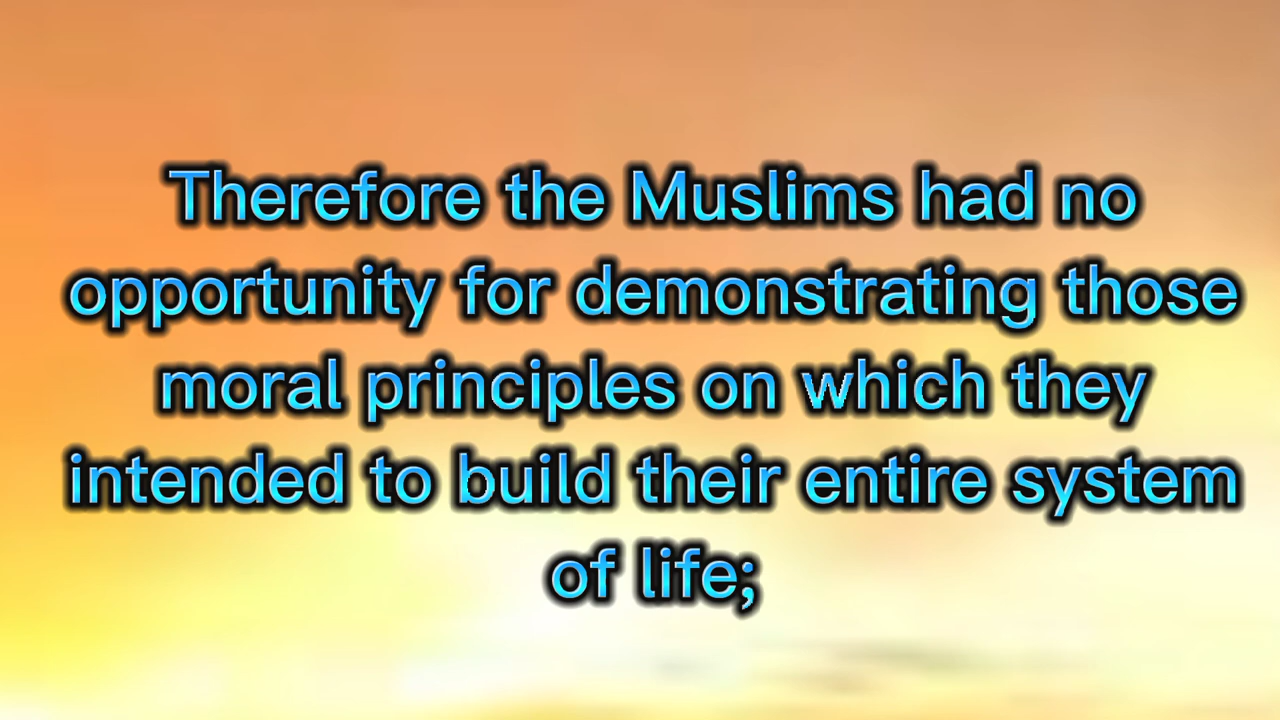 Therefore the Muslims had no
opportunity for demonstrating those
moral principles on which they
intended to build their entire system
of life;